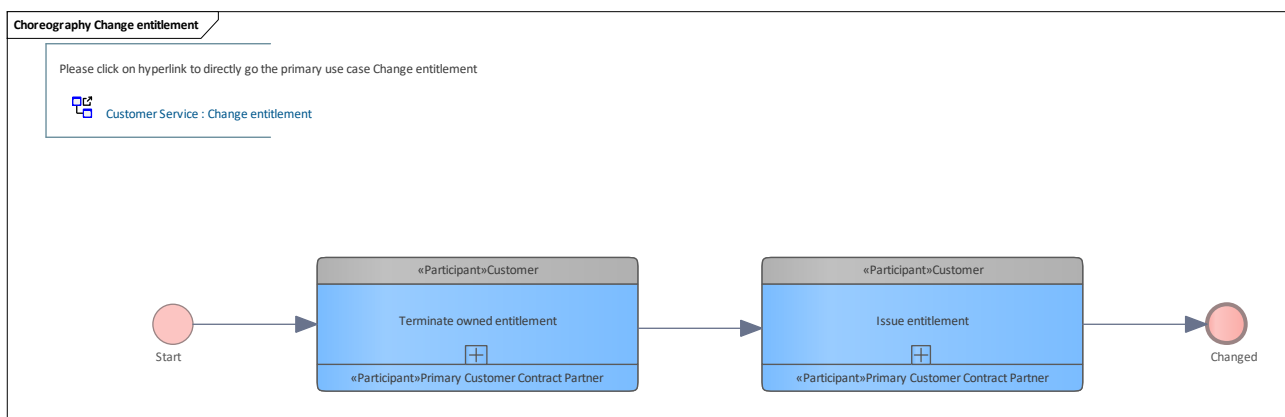 Choreography Change entitlement
Please click on hyperlink to directly go the primary use case Change entitlement
Customer Service : Change entitlement
«Participant»Customer
«Participant»Customer
Terminate owned entitlement
Issue entitlement
Start
Changed
«Participant»Primary Customer Contract Partner
«Participant»Primary Customer Contract Partner